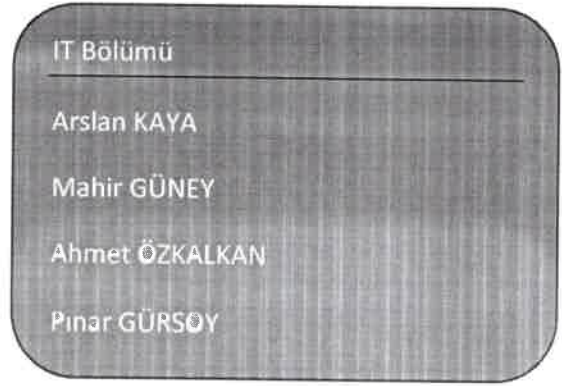 IT Bölümü
Arslan KAYA
Mahir GÜNEY
Ahmet ÖZKALKAN
Pınar GÜRSOY